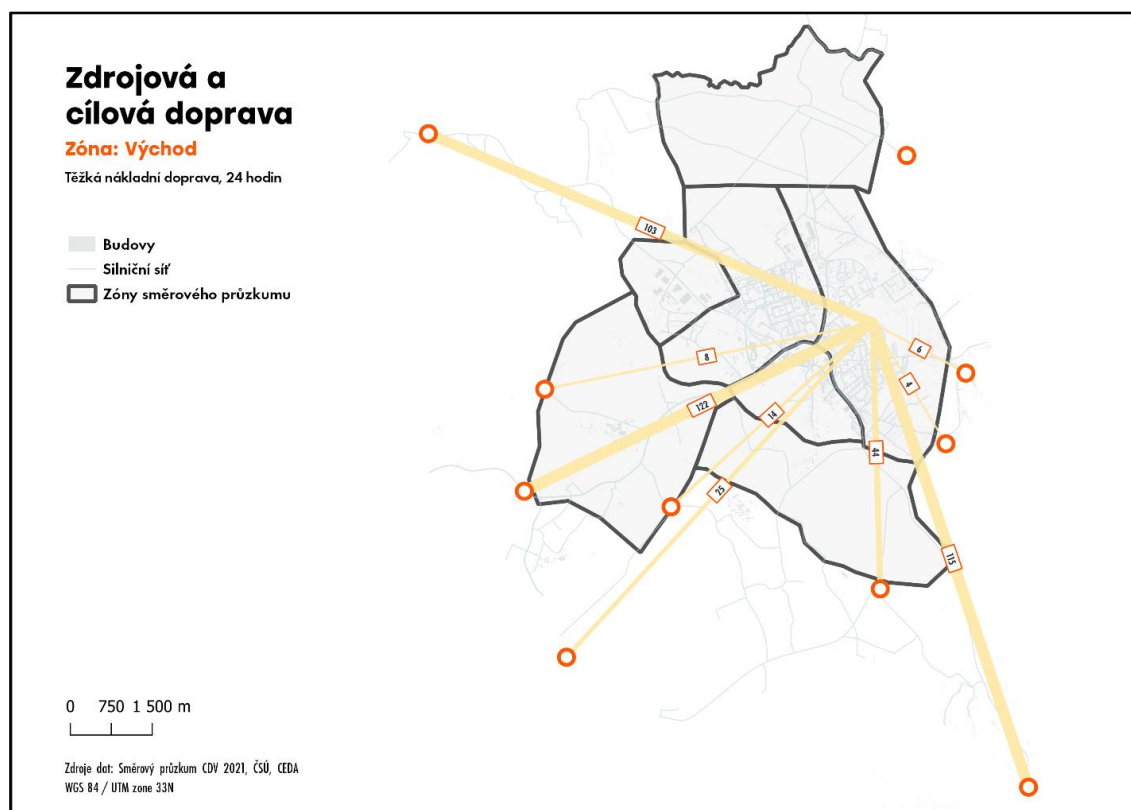 Zdrojová a
cílová doprava
Zóna: Východ
Těžká nákladní doprava, 24 hodin
Budovy
Silniční síť
Zóny směrového průzkumu
103
6
8
4
122
14
44
25
115
0 750 1 500 m
Zdroje dat: Směrový průzkum CDV 2021, ČSÚ, CEDA
WGS 84 / UTM zone 33N